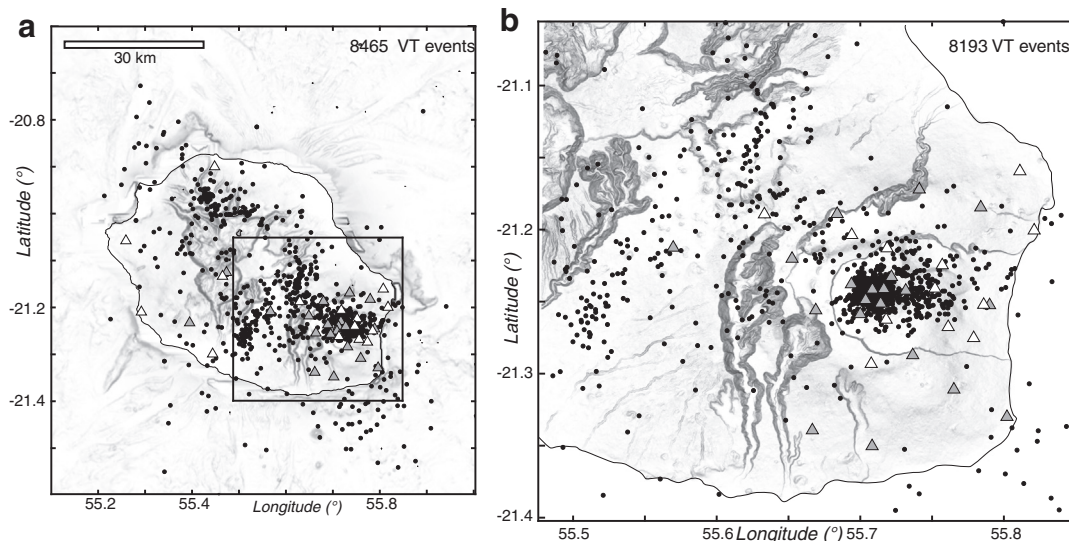 a
8465 VT events
30 km
-20.8
-21.2
-21.4
Latitude (°)
55.2
55.4
55.8
Longitude (°)
b
8193 VT events
-21.1
-21.2
-21.3
-21.4
Latitude (°)
55.5
55.6
55.7
55.8
Longitude (°)